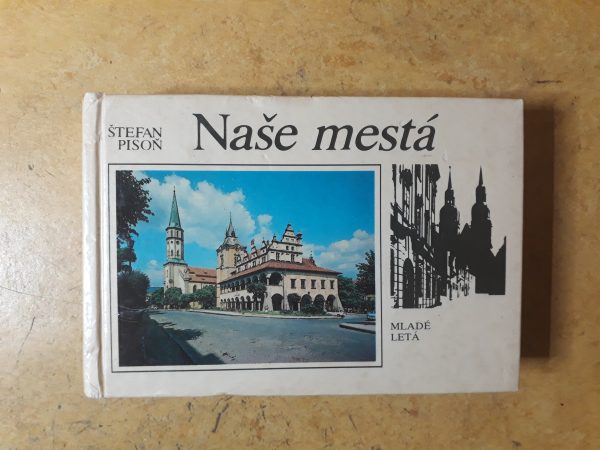 ŠTEFAN
PISOŇ
Naše mestá
MLADÉ
LETÁ